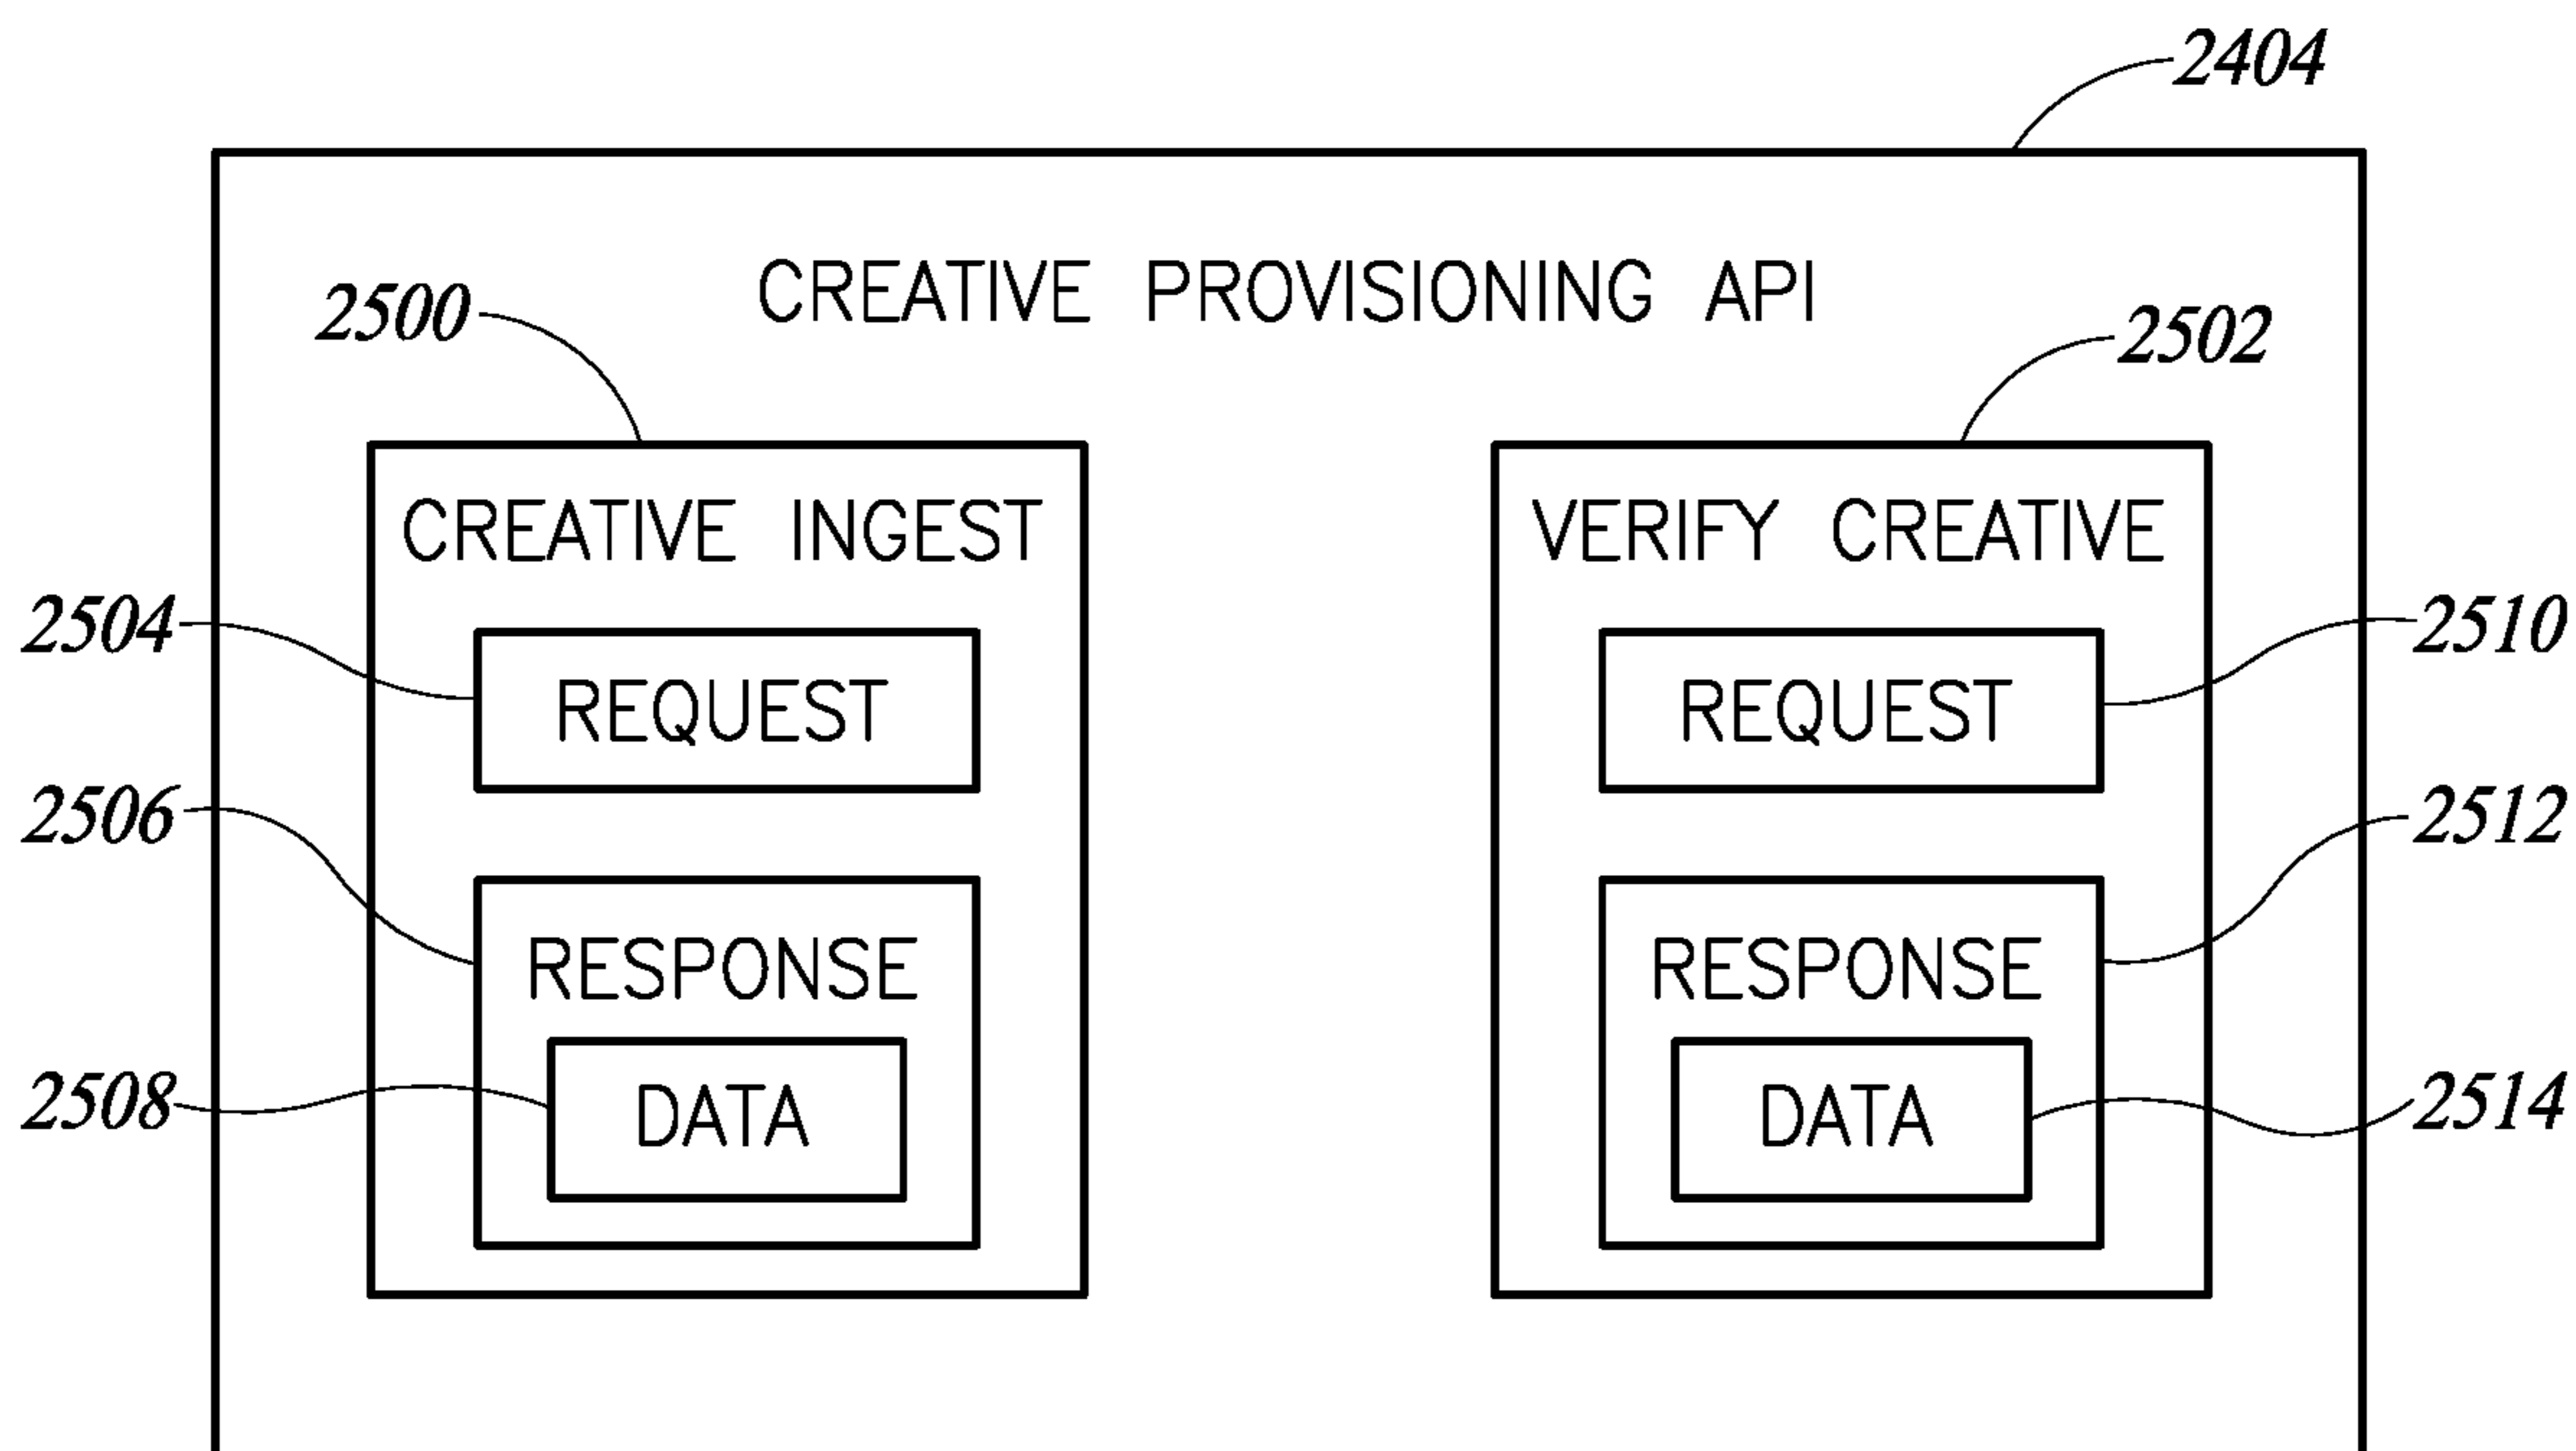 2404
CREATIVE PROVISIONING API
2500
2502
CREATIVE INGEST
VERIFY CREATIVE
2504
REQUEST
REQUEST
2510
2506
RESPONSE
RESPONSE
2512
2508
DATA
DATA
2514